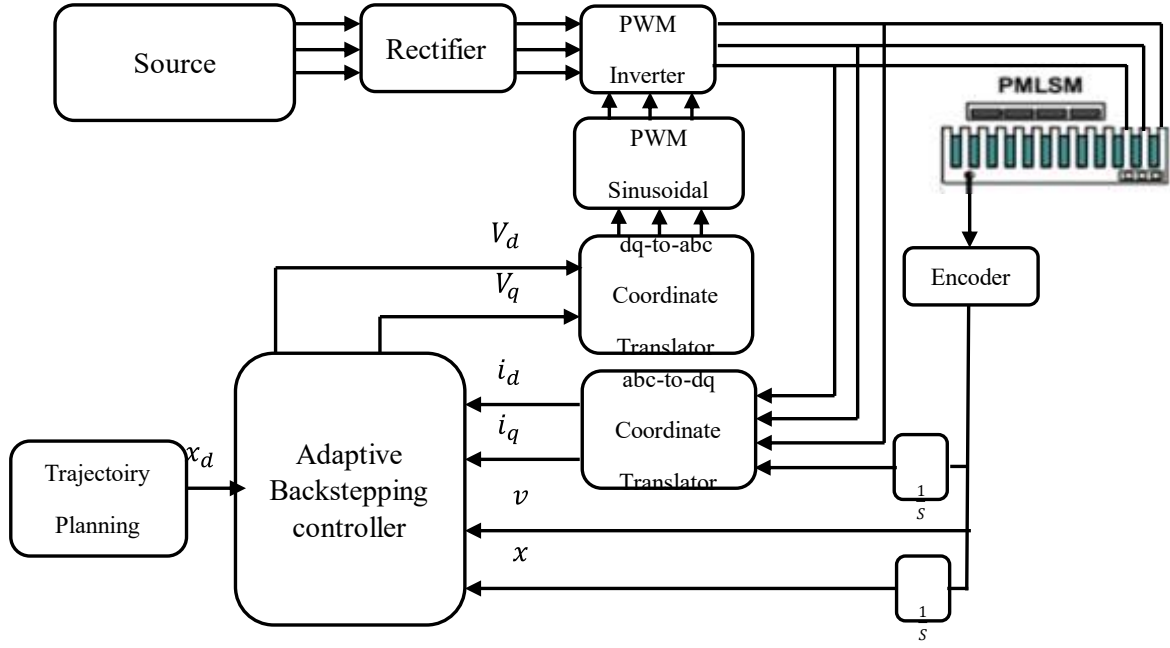 Source
Rectifier
PWM
Inverter
PMLSM
PWM
Sinusoidal
V_d
V_q
dq-to-abc
Coordinate
Translator
Encoder
i_d
i_q
abc-to-dq
Coordinate
Translator
x_d
Trajectoiry
Planning
Adaptive
Backstepping
controller
v
x
1
s
1
s